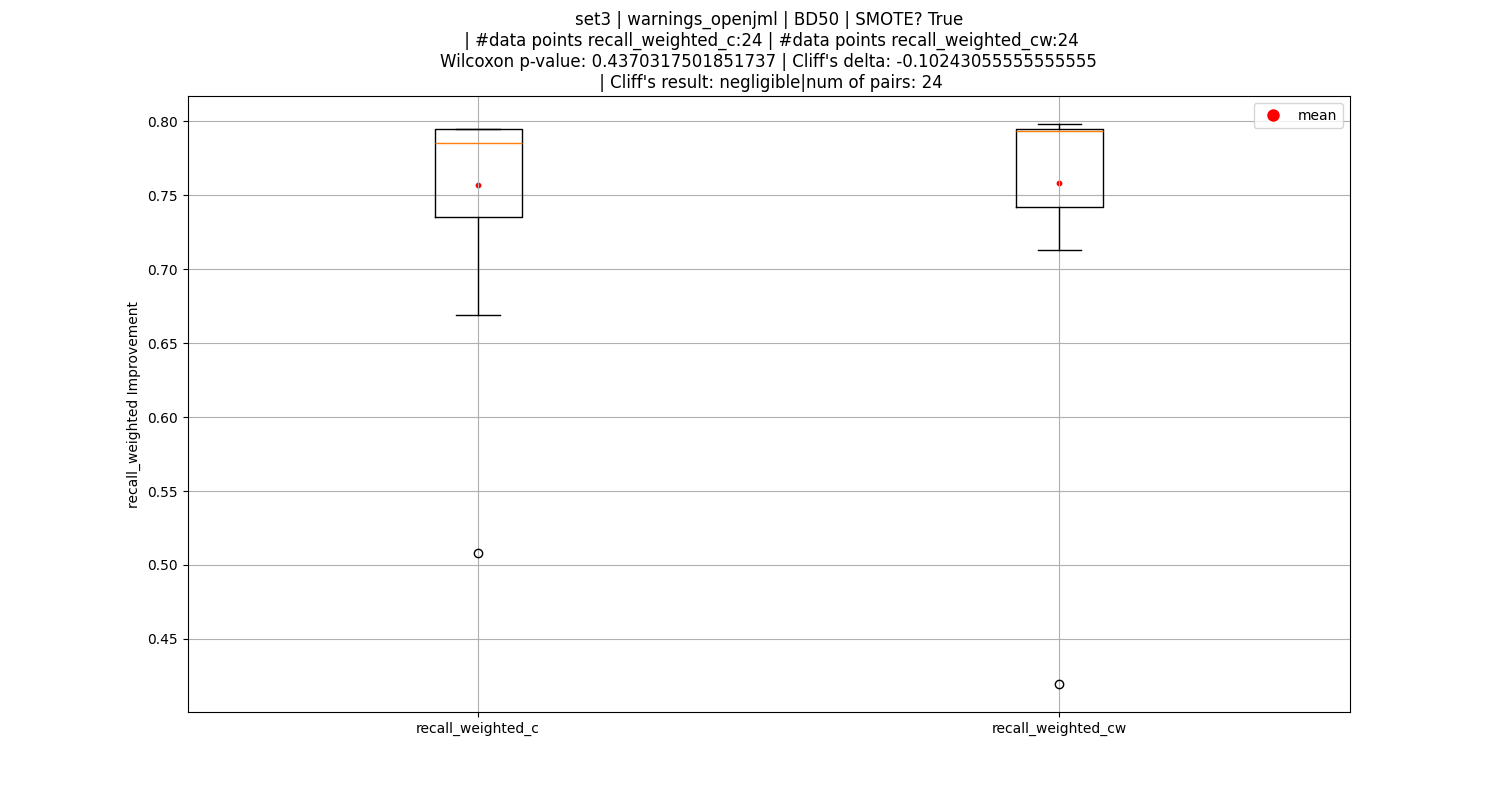 set3 | warnings_openjml | BD50 | SMOTE? True
| #data points recall_weighted_c:24 | #data points recall_weighted_cw:24
Wilcoxon p-value: 0.4370317501851737 | Cliff's delta: -0.10243055555555555
| Cliff's result: negligible|num of pairs: 24
mean
0.80
0.75
0.70
0.65
0.60
0.55
0.50
0.45
recall_weighted Improvement
recall_weighted_c
recall_weighted_cw